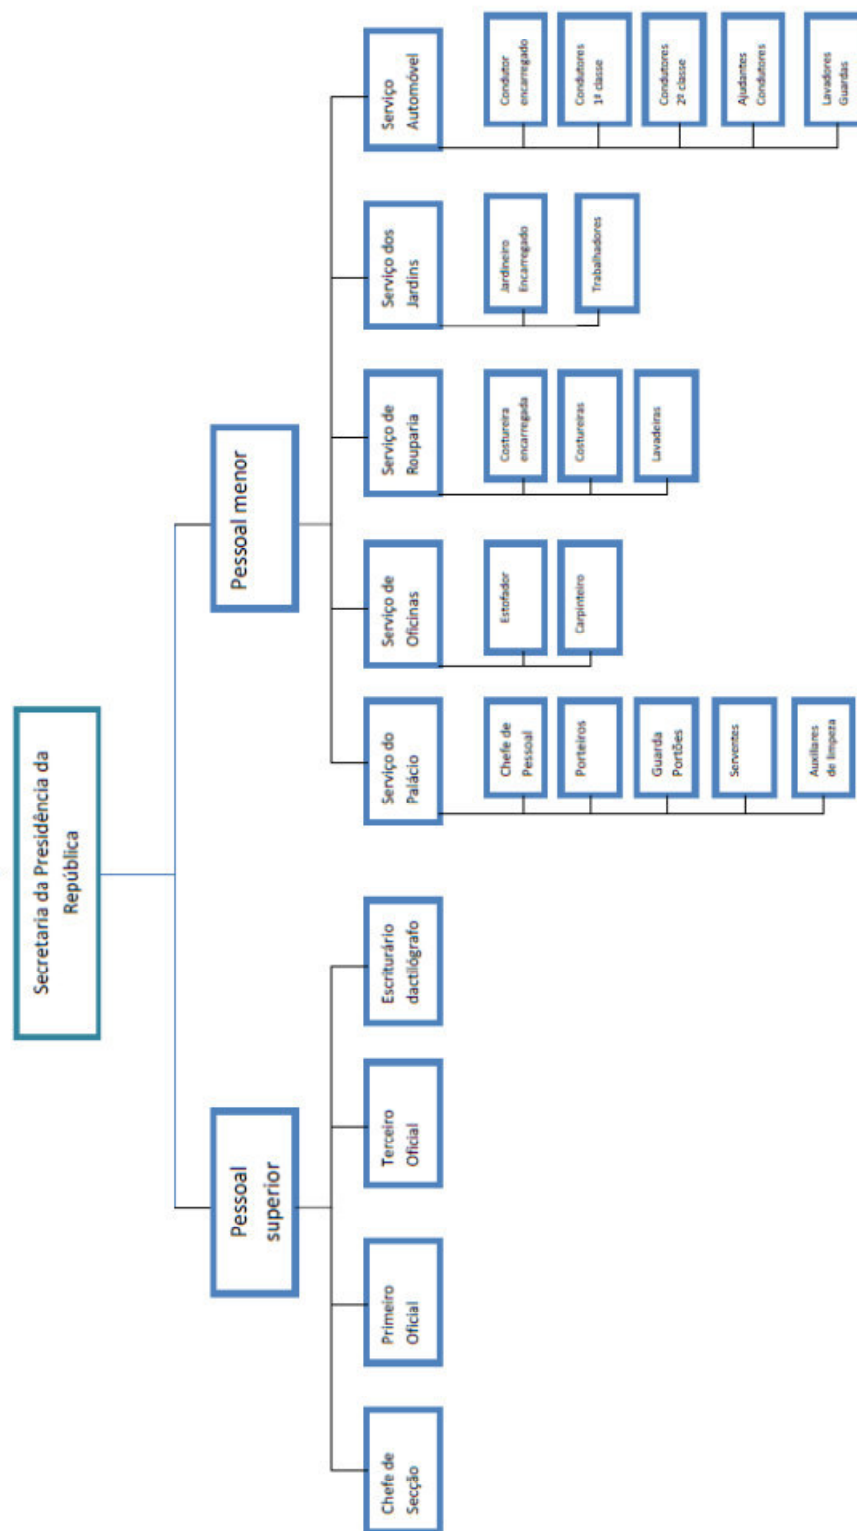 Secretaria da Presidência da
República
Pessoal
superior
Pessoal menor
Chefe de
Secção
Primeiro
Oficial
Terceiro
Oficial
Escriturário
dactilógrafo
Serviço do
Palácio
Serviço de
Oficinas
Serviço de
Rouparia
Serviço dos
Jardins
Serviço
Automóvel
Chefe de
Pessoal
Porteiros
Guarda
Portões
Serventes
Auxiliares
de limpeza
Estofador
Carpinteiro
Costureira
encarregada
Costureiras
Lavadeiras
Jardineiro
Encarregado
Trabalhadores
Condutor
encarregado
Condutores
1ª classe
Condutores
2ª classe
Ajudantes
Condutores
Lavadores
Guardas